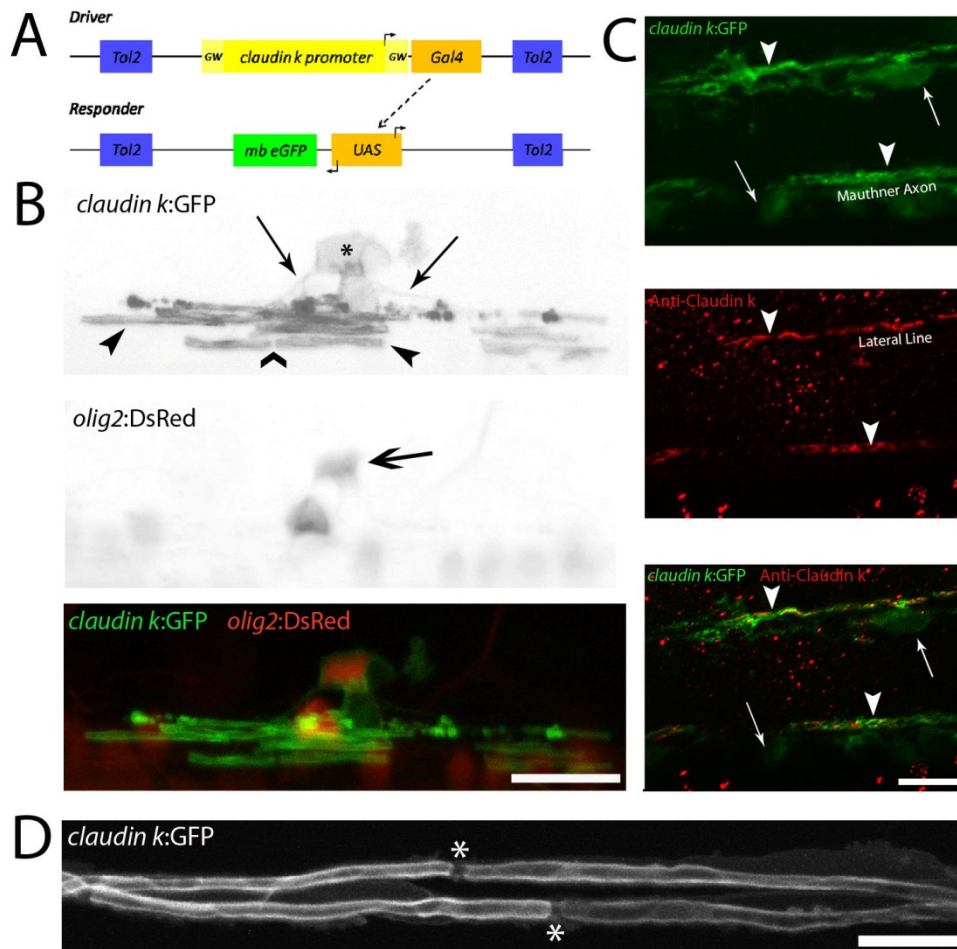 A
Driver
Tol2 GW claudin k promoter GW Gal4 Tol2
Responder
Tol2 mb eGFP UAS Tol2
B
claudin k:GFP
*
olig2:DsRed
claudin k:GFP olig2:DsRed
C
claudin k:GFP
Mauthner Axon
Anti-Claudin k
Lateral Line
claudin k:GFP Anti-Claudin k
D
claudin k:GFP
*
*